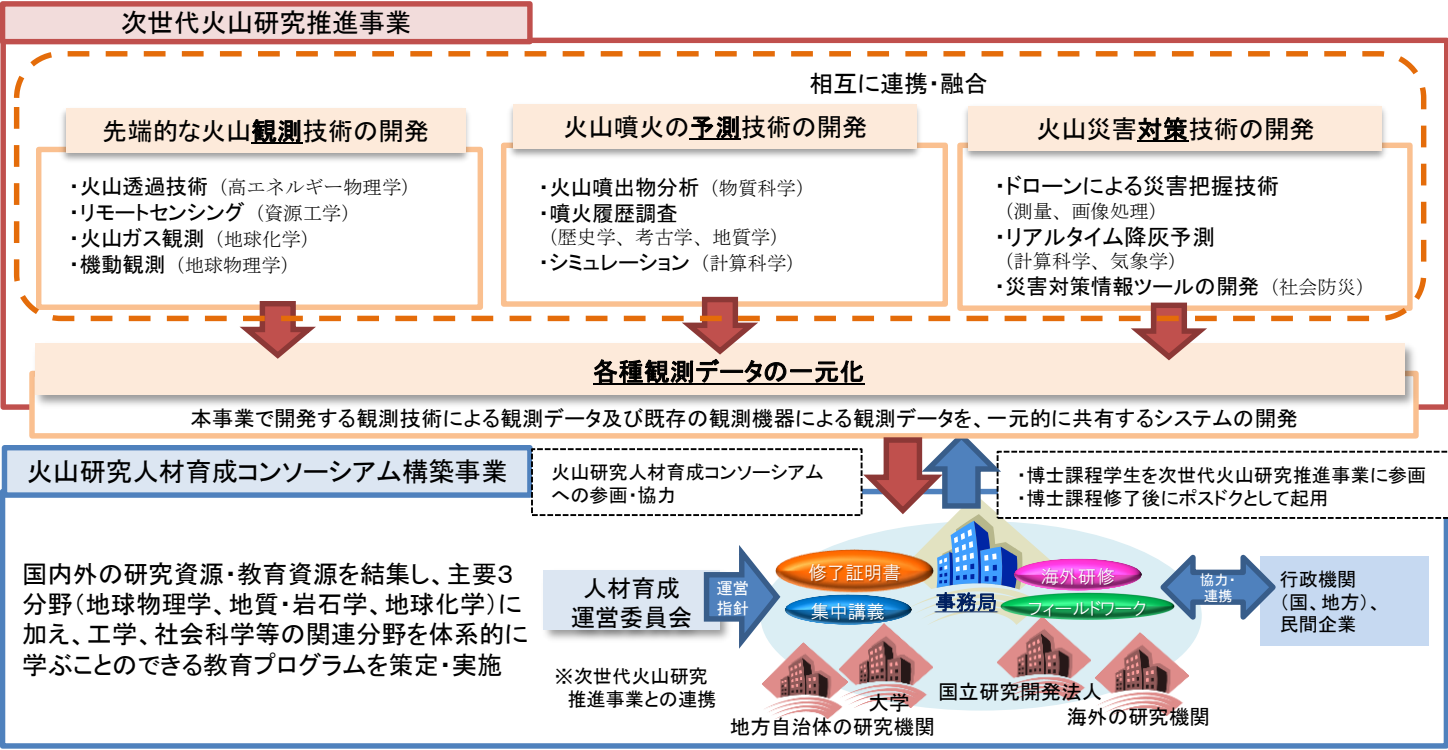 次世代火山研究推進事業
相互に連携・融合
先端的な火山観測技術の開発
・火山透過技術（高エネルギー物理学）
・リモートセンシング（資源工学）
・火山ガス観測（地球化学）
・機動観測（地球物理学）
火山噴火の予測技術の開発
・火山噴出物分析（物質科学）
・噴火履歴調査
（歴史学、考古学、地質学）
・シミュレーション（計算科学）
火山災害対策技術の開発
・ドローンによる災害把握技術
（測量、画像処理）
・リアルタイム降灰予測
（計算科学、気象学）
・災害対策情報ツールの開発（社会防災）
各種観測データの一元化
本事業で開発する観測技術による観測データ及び既存の観測機器による観測データを、一元的に共有するシステムの開発
火山研究人材育成コンソーシアム構築事業
火山研究人材育成コンソーシアム
への参画・協力
・博士課程学生を次世代火山研究推進事業に参画
・博士課程修了後にポスドクとして起用
国内外の研究資源・教育資源を結集し、主要３
分野（地球物理学、地質・岩石学、地球化学）に
加え、工学、社会科学等の関連分野を体系的に
学ぶことのできる教育プログラムを策定・実施
人材育成
運営委員会
運営
指針
※次世代火山研究
推進事業との連携
修了証明書
集中講義
事務局
海外研修
フィールドワーク
協力・
連携
行政機関
（国、地方）、
民間企業
大学
地方自治体の研究機関
国立研究開発法人
海外の研究機関